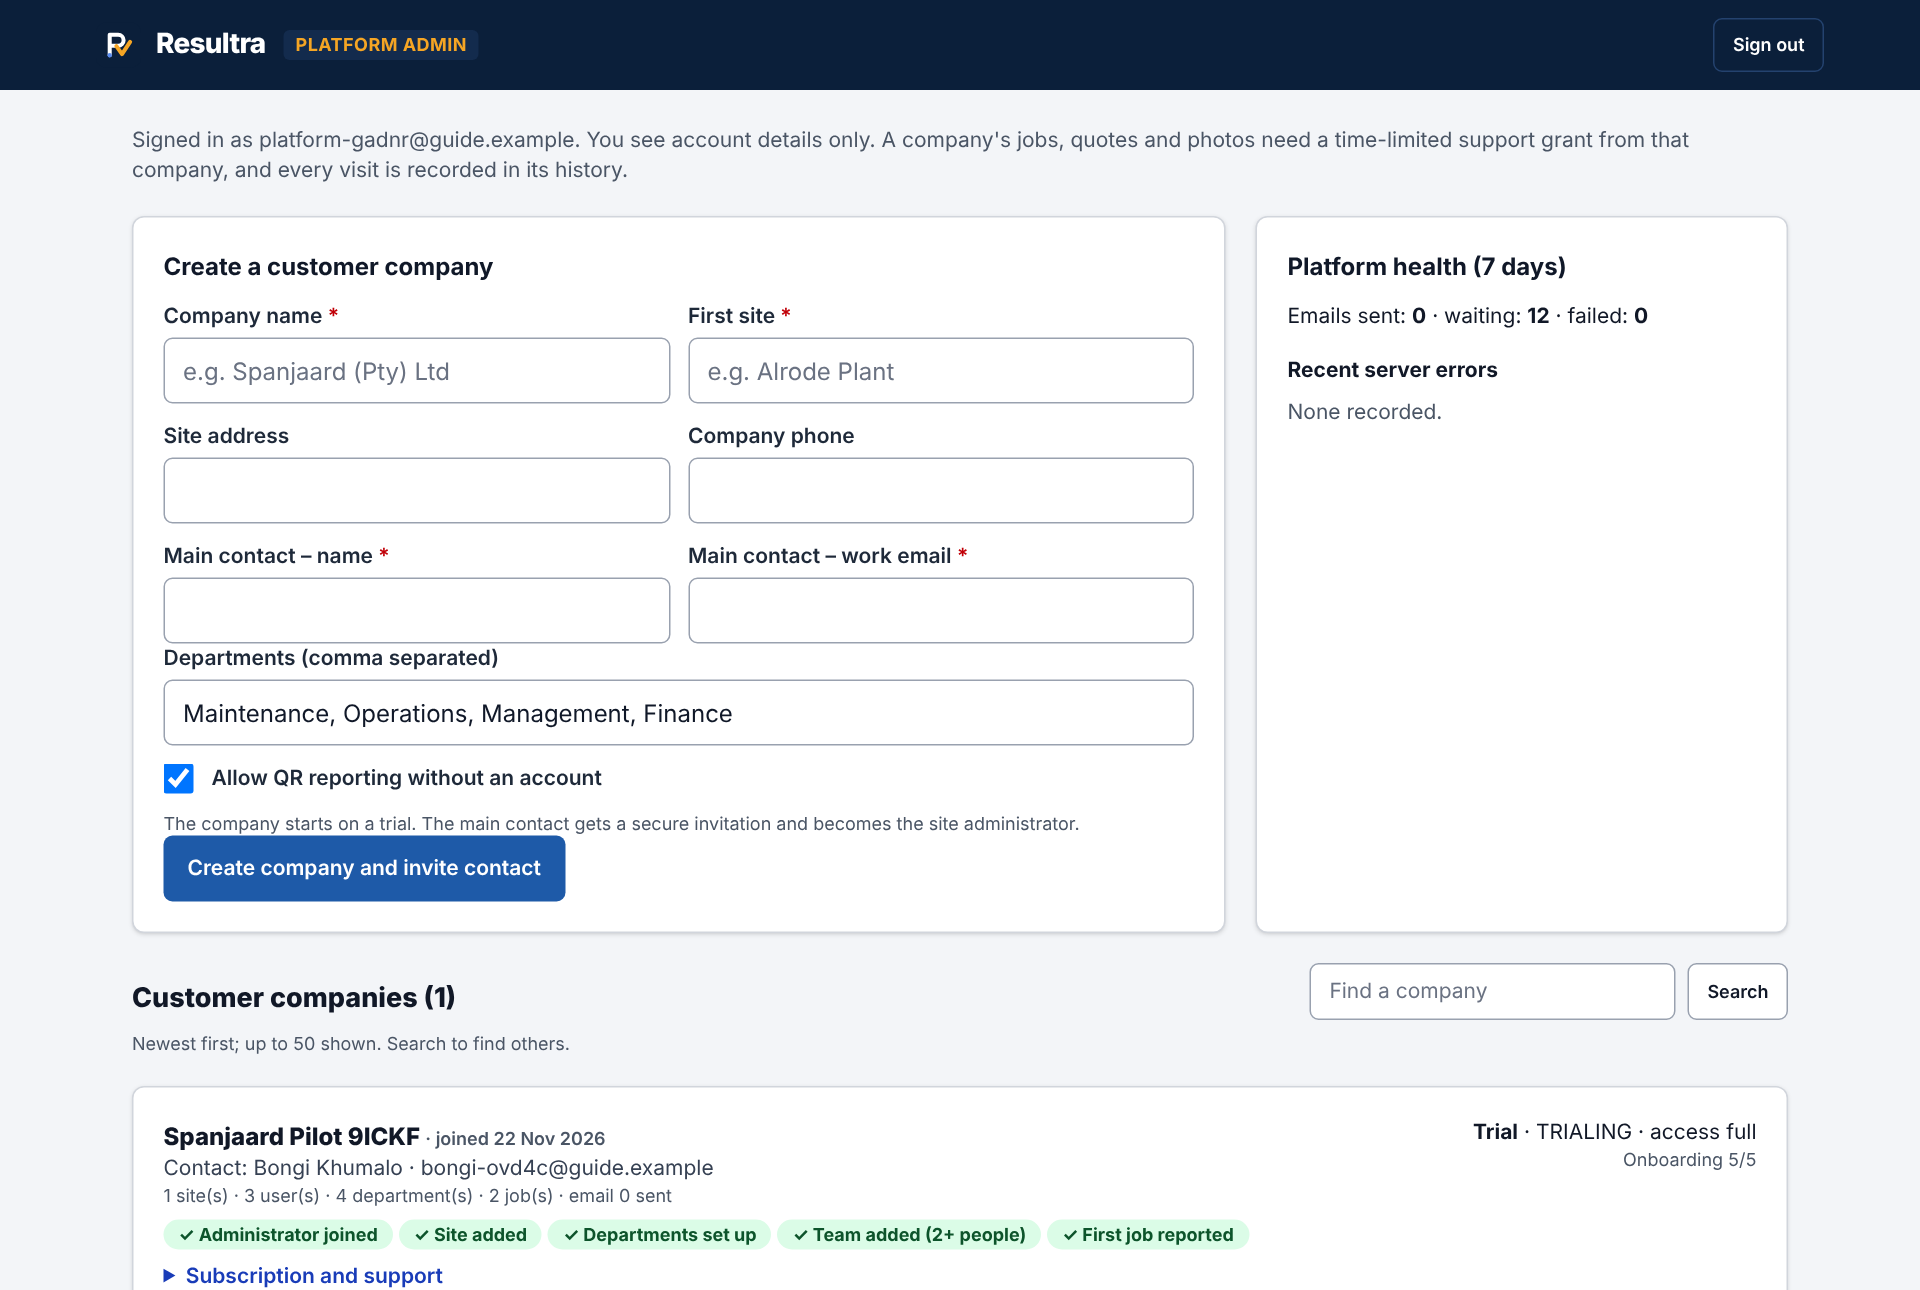 Resultra PLATFORM ADMIN
Sign out
Signed in as platform-gadnr@guide.example. You see account details only. A company's jobs, quotes and photos need a time-limited support grant from that
company, and every visit is recorded in its history.
Create a customer company
Company name *
First site *
e.g. Spanjaard (Pty) Ltd
e.g. Alrode Plant
Site address
Company phone
Main contact – name *
Main contact – work email *
Departments (comma separated)
Maintenance, Operations, Management, Finance
Allow QR reporting without an account
The company starts on a trial. The main contact gets a secure invitation and becomes the site administrator.
Create company and invite contact
Platform health (7 days)
Emails sent: 0 · waiting: 12 · failed: 0
Recent server errors
None recorded.
Customer companies (1)
Find a company
Search
Newest first; up to 50 shown. Search to find others.
Spanjaard Pilot 9ICKF · joined 22 Nov 2026
Trial · TRIALING · access full
Contact: Bongi Khumalo · bongi-ovd4c@guide.example
Onboarding 5/5
1 site(s) · 3 user(s) · 4 department(s) · 2 job(s) · email 0 sent
✓ Administrator joined ✓ Site added ✓ Departments set up ✓ Team added (2+ people) ✓ First job reported
▶ Subscription and support